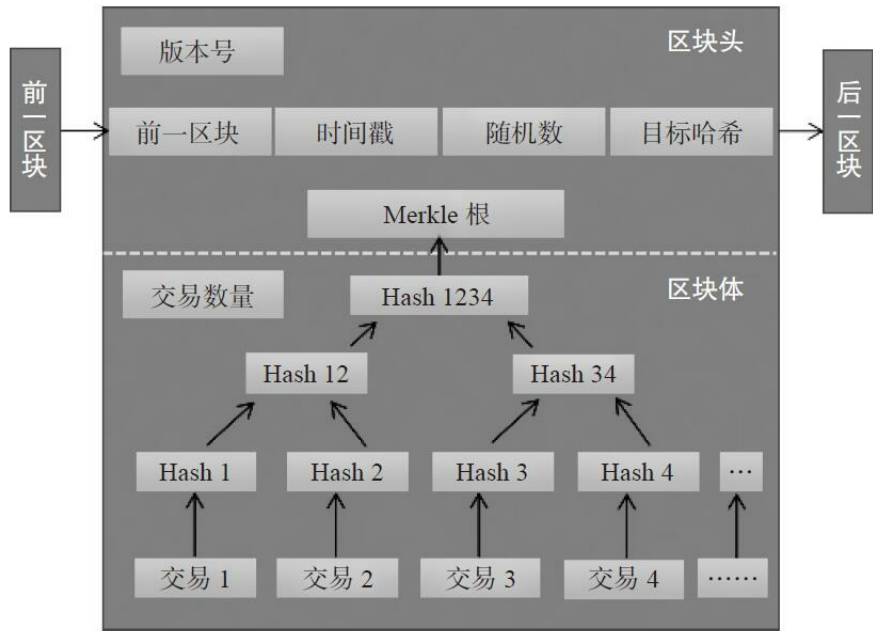 版本号
区块头
前一区块
前一区块
时间戳
随机数
目标哈希
后一区块
Merkle 根
交易数量
区块体
Hash 1234
Hash 12
Hash 34
Hash 1
Hash 2
Hash 3
Hash 4
…
交易 1
交易 2
交易 3
交易 4
……